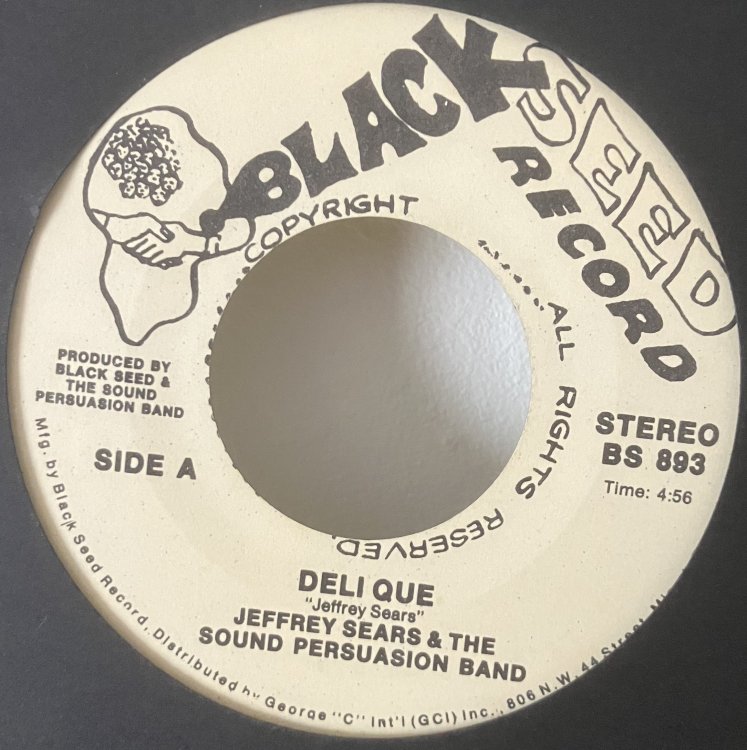 BLACK SEED
RECORD
COPYRIGHT
ALL RIGHTS RESERVED.
PRODUCED BY
BLACK SEED &
THE SOUND
PERSUASION BAND
SIDE A
STEREO
BS 893
Time: 4:56
DELI QUE
"Jeffrey Sears"
JEFFREY SEARS & THE
SOUND PERSUASION BAND
Mfg. by Black Seed Record, Distributed by George "C" Int'l (GCI) Inc., 806 N.W. 44 Street,